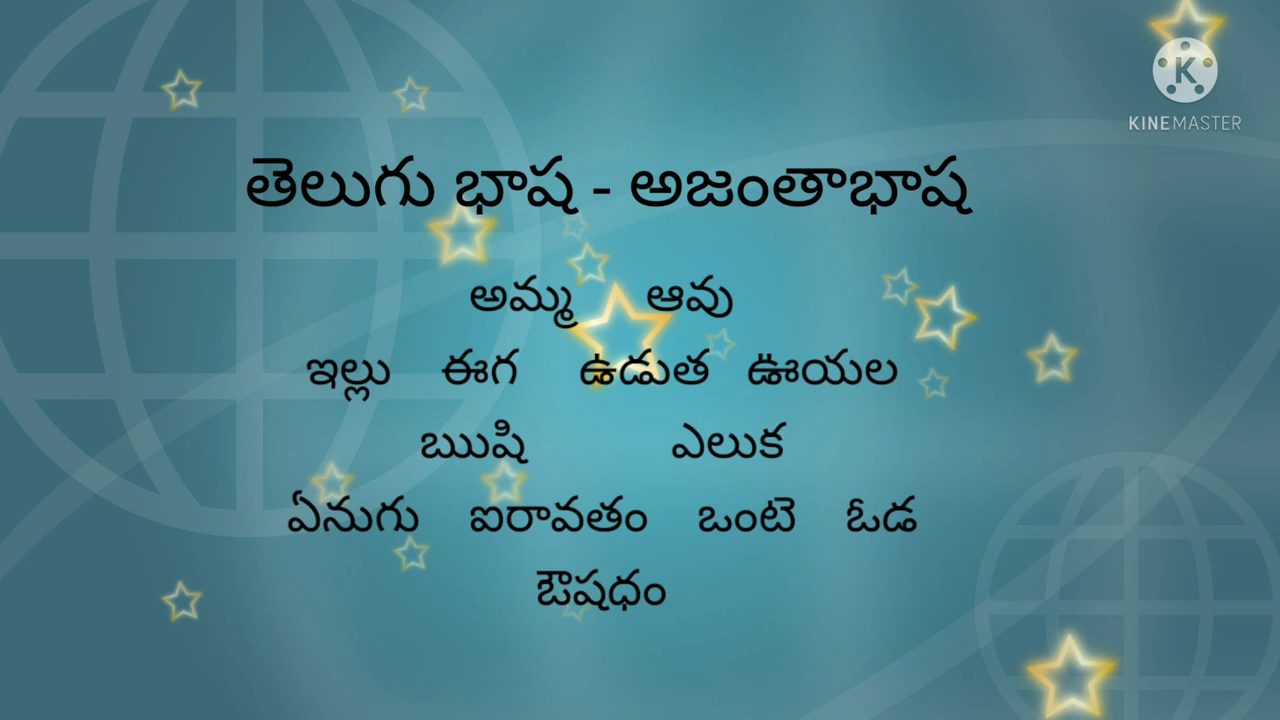 KINEMASTER
తెలుగు భాష - అజంతాభాష
అమ్మ ఆవు
ఇల్లు ఈగ ఉడుత ఊయల
ఋషి ఎలుక
ఏనుగు ఐరావతం ఒంటె ఓడ
ఔషధం